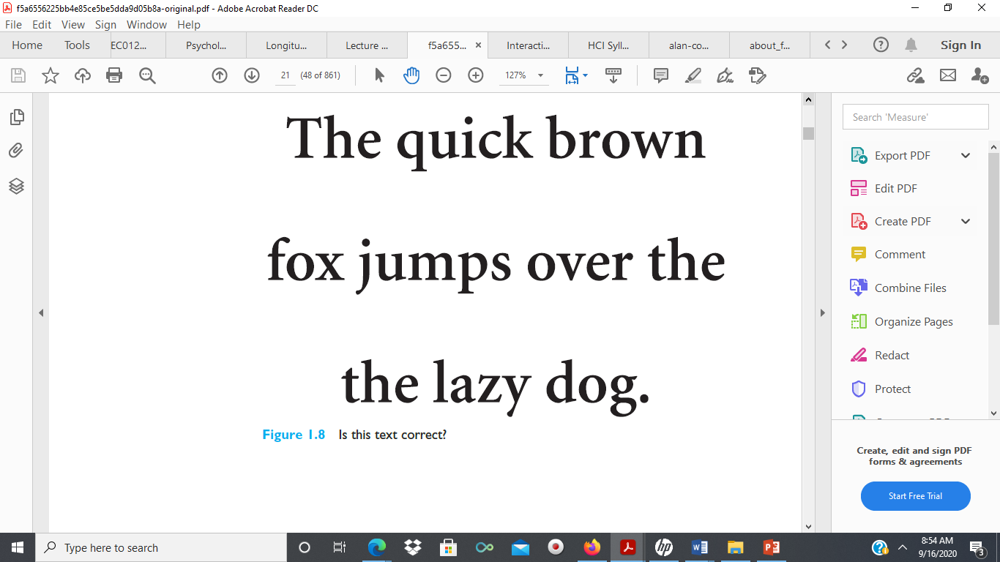 f5a6556225bb4e85ce5be5dda9d05b8a-original.pdf - Adobe Acrobat Reader DC
File Edit View Sign Window Help
Home Tools EC012... Psychol... Longitu... Lecture ... f5a655... × Interacti... HCI Syll... alan-co... about_f... Sign In
21 (48 of 861) 127%
The quick brown
fox jumps over the
the lazy dog.
Figure 1.8 Is this text correct?
Search 'Measure'
Export PDF
Edit PDF
Create PDF
Comment
Combine Files
Organize Pages
Redact
Protect
Create, edit and sign PDF
forms & agreements
Start Free Trial
Type here to search
8:54 AM
9/16/2020
3